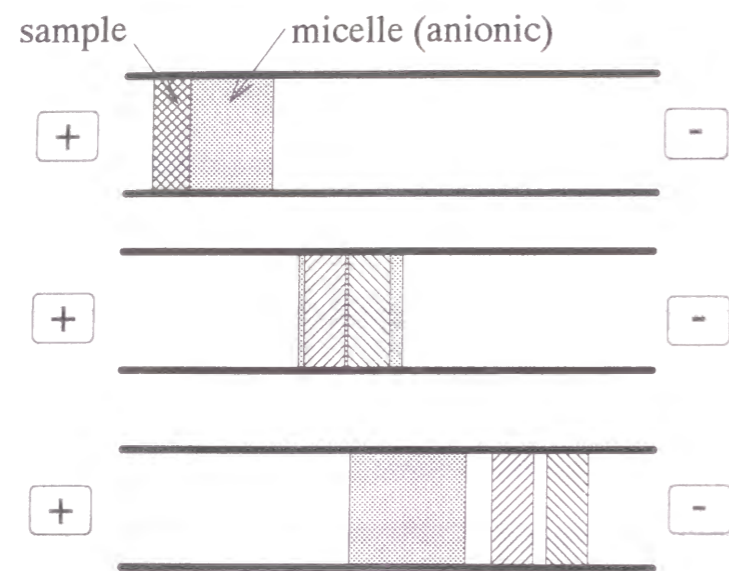 sample micelle (anionic)
+ -
+ -
+ -